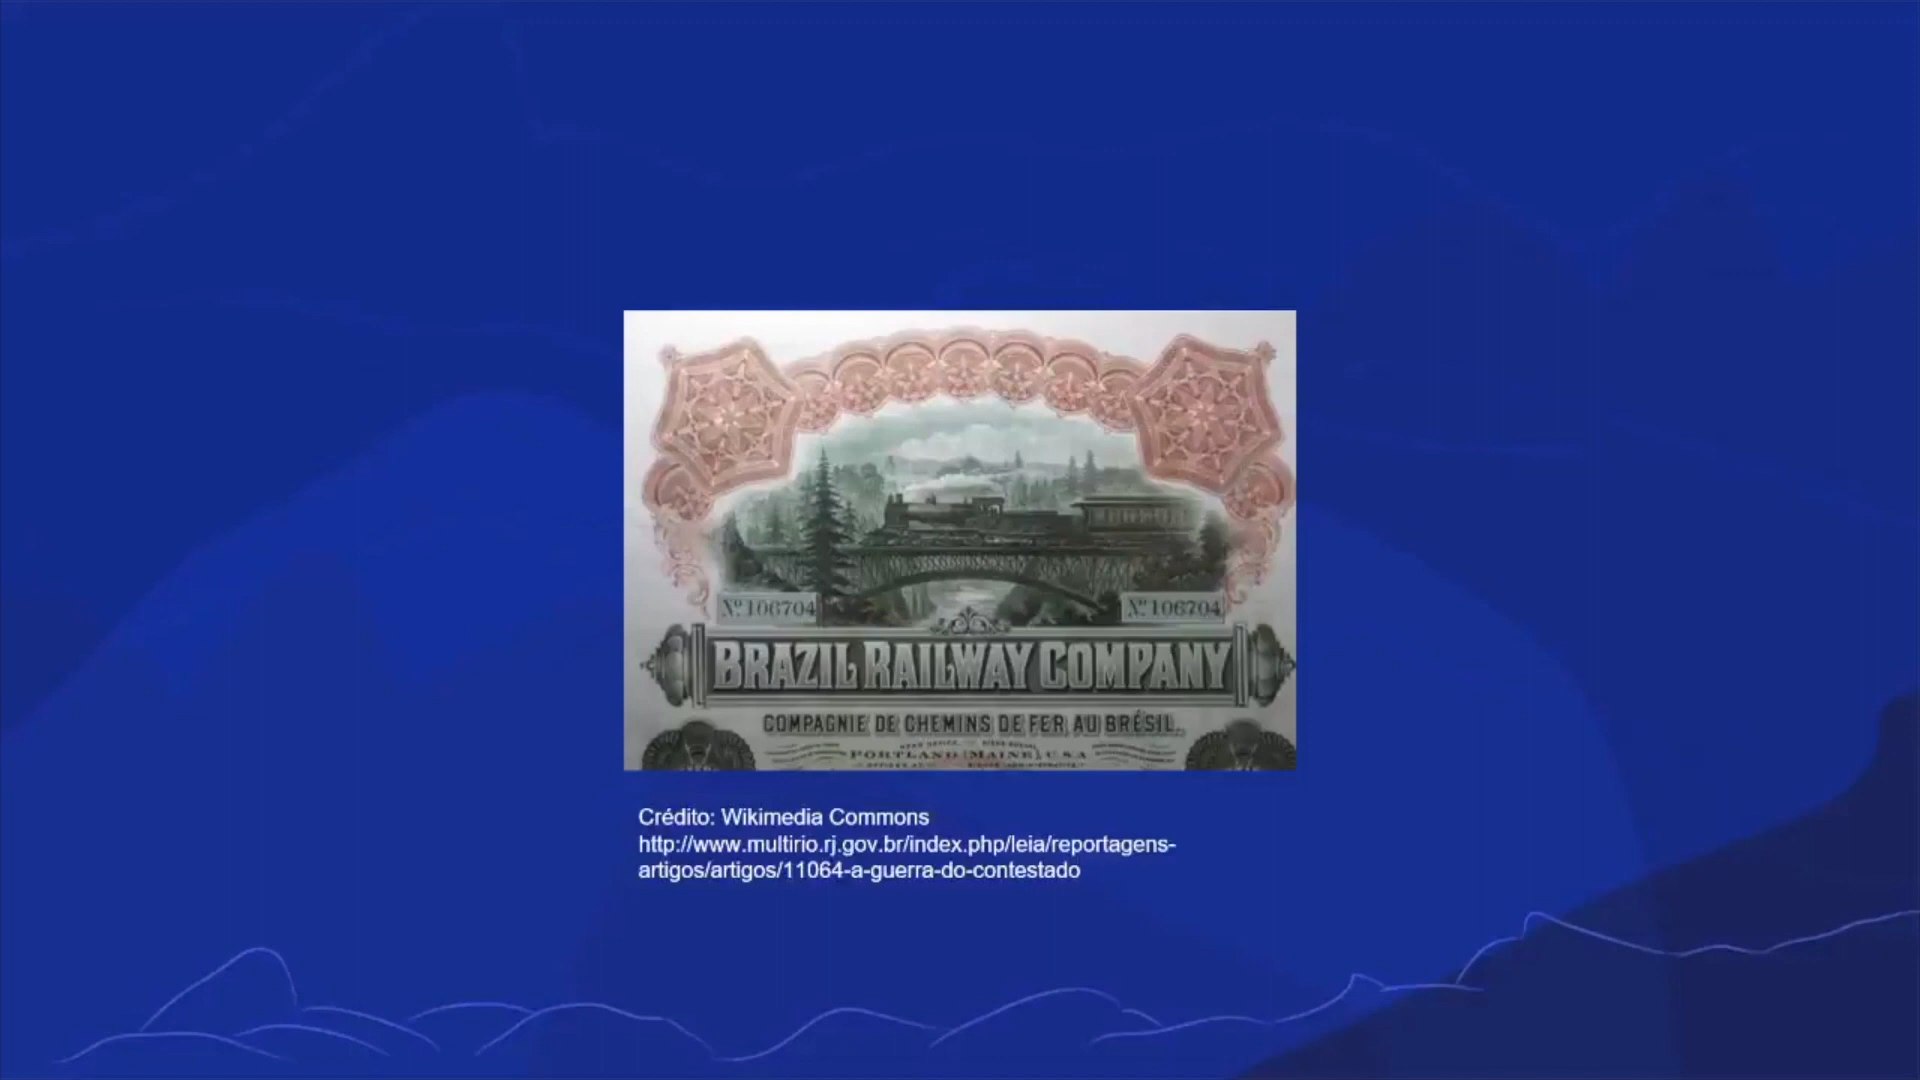 Nº 106704
Nº 106704
BRAZIL RAILWAY COMPANY
COMPAGNIE DE CHEMINS DE FER AU BRÉSIL.
PORTLAND (MAINE) U.S.A
Crédito: Wikimedia Commons
http://www.multirio.rj.gov.br/index.php/leia/reportagens-
artigos/artigos/11064-a-guerra-do-contestado